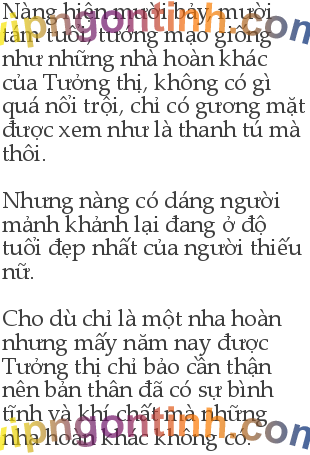 Nàng hiện mười bảy, mười
tám tuổi, tướng mạo giống
như những nhà hoàn khác
của Tưởng thị, không có gì
quá nổi trội, chỉ có gương mặt
được xem như là thanh tú mà
thôi.
Nhưng nàng có dáng người
mảnh khảnh lại đang ở độ
tuổi đẹp nhất của người thiếu
nữ.
Cho dù chỉ là một nha hoàn
nhưng mấy năm nay được
Tưởng thị chỉ bảo cần thận
nên bản thân đã có sự bình
tĩnh và khí chất mà những
nha hoàn khác không có.
vipngontinh.com
vipngontinh.com